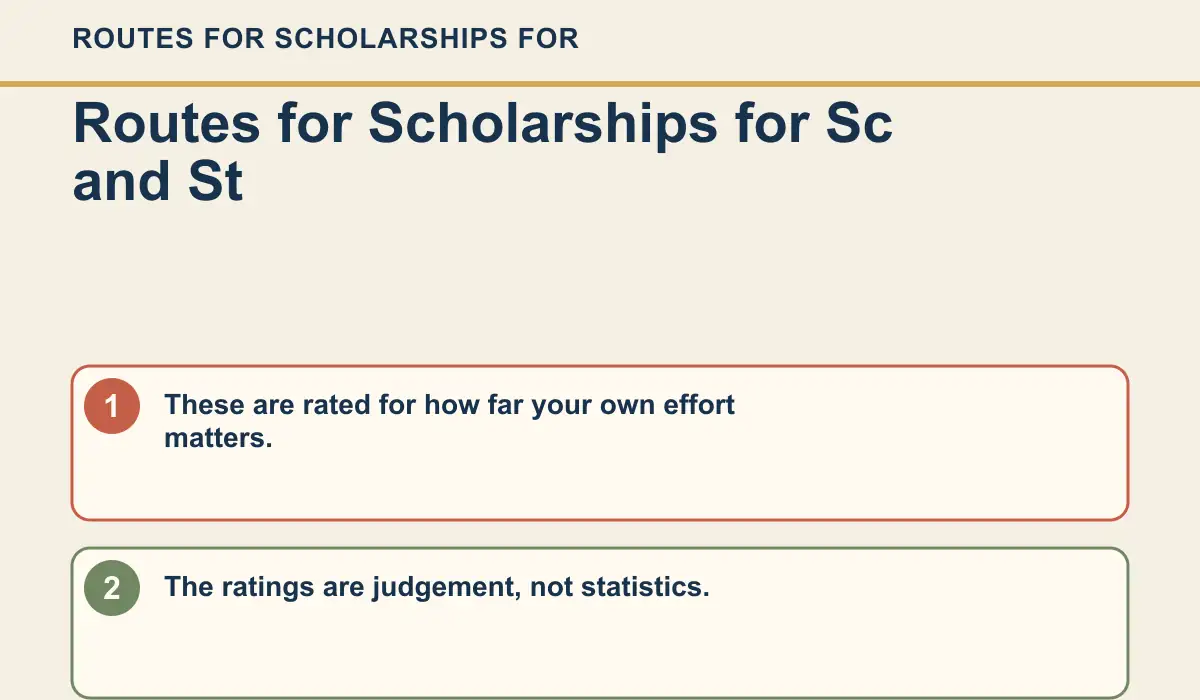 ROUTES FOR SCHOLARSHIPS FOR
Routes for Scholarships for Sc
and St
1
These are rated for how far your own effort
matters.
2
The ratings are judgement, not statistics.